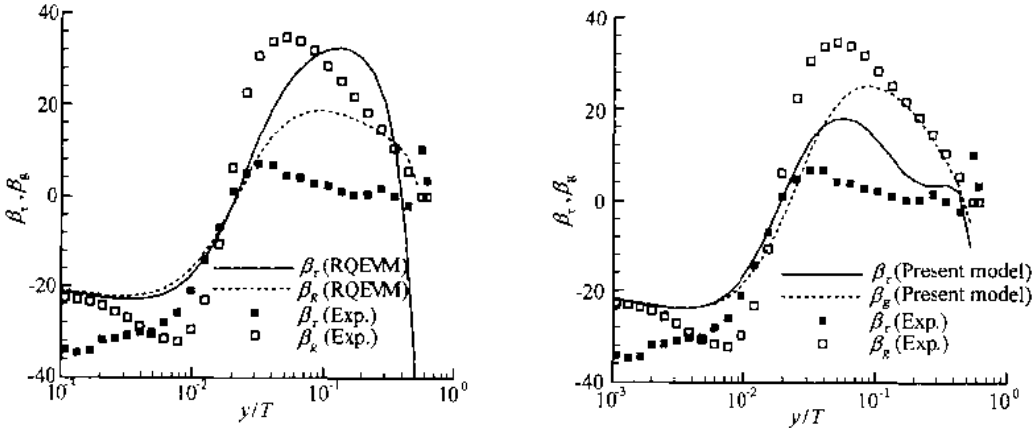 40
20
0
-20
-40
β_τ , β_g
β_τ (RQEVM)
β_g (RQEVM)
β_τ (Exp.)
β_g (Exp.)
10^-3
10^-2
10^-1
10^0
y/T
40
20
0
-20
-40
β_τ , β_g
β_τ (Present model)
β_g (Present model)
β_τ (Exp.)
β_g (Exp.)
10^-3
10^-2
10^-1
10^0
y/T